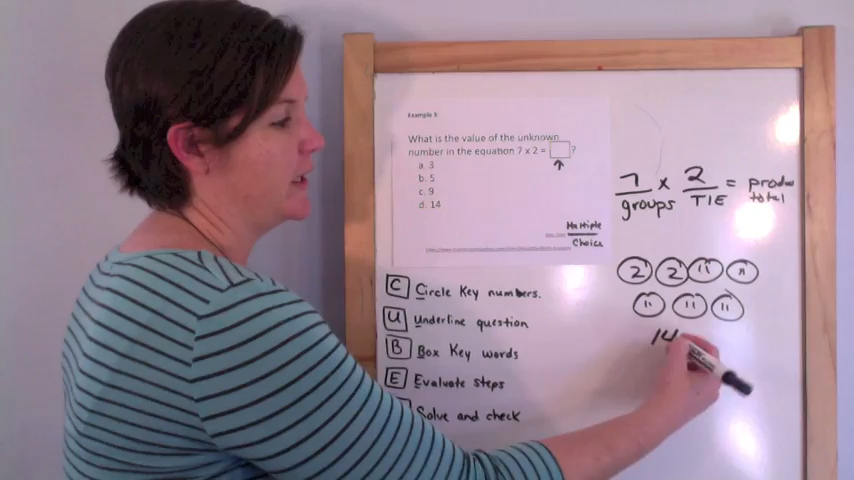 Example 3:
What is the value of the unknown
number in the equation 7 x 2 = ?
a. 3
b. 5
c. 9
d. 14
Multiple
Choice
7 x 2 = produ
groups TIE total
2 2 11 11
11 11 11
14
C Circle Key numbers.
U Underline question
B Box Key words
E Evaluate steps
Solve and check